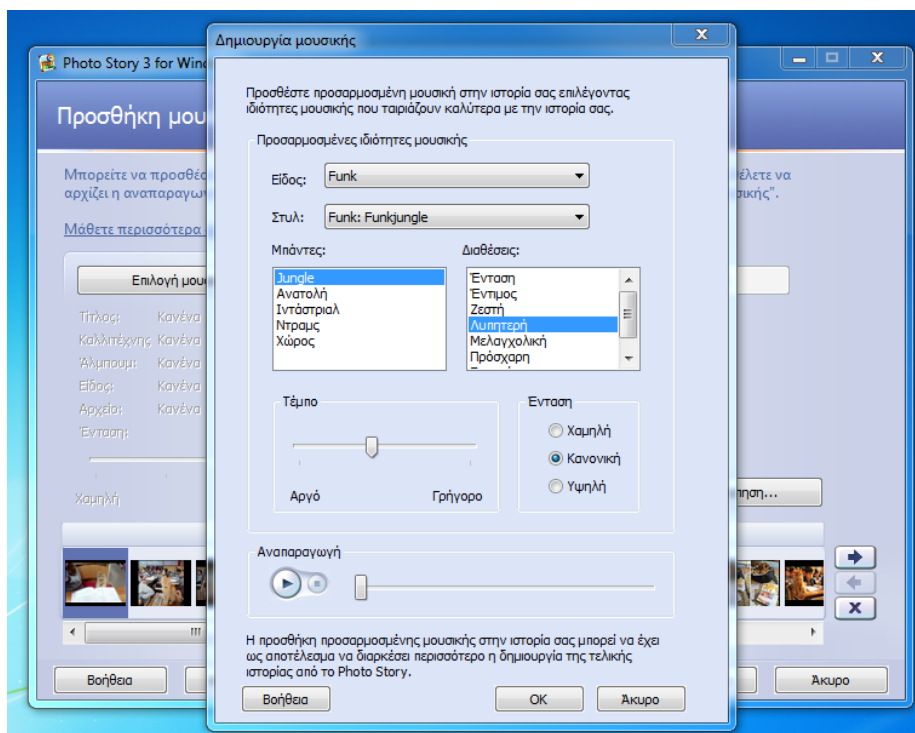 Photo Story 3 for Wind
Προσθήκη μου
Μπορείτε να προσθέσ
αρχίζει η αναπαραγων
Μάθετε περισσότερα
Επιλογή μουσ
Τίτλος: Κανένα
Καλλιτέχνης Κανένα
Άλμπουμ: Κανένα
Είδος: Κανένα
Αρχείο: Κανένα
Ένταση:
Χαμηλή
Βοήθεια
Δημιουργία μουσικής
Προσθέστε προσαρμοσμένη μουσική στην ιστορία σας επιλέγοντας
ιδιότητες μουσικής που ταιριάζουν καλύτερα με την ιστορία σας.
Προσαρμοσμένες ιδιότητες μουσικής
Είδος: Funk
Στυλ: Funk: Funkjungle
Μπάντες: Διαθέσεις:
Jungle Ένταση
Ανατολή Έντιμος
Ιντάστριαλ Ζεστή
Ντραμς Λυπητερή
Χώρος Μελαγχολική
Πρόσχαρη
Τέμπο Ένταση
Χαμηλή
Κανονική
Αργό Γρήγορο Υψηλή
Αναπαραγωγή
Η προσθήκη προσαρμοσμένης μουσικής στην ιστορία σας μπορεί να έχει
ως αποτέλεσμα να διαρκέσει περισσότερο η δημιουργία της τελικής
ιστορίας από το Photo Story.
Βοήθεια OK Άκυρο
έλετε να
σικής".
πηση...
Άκυρο